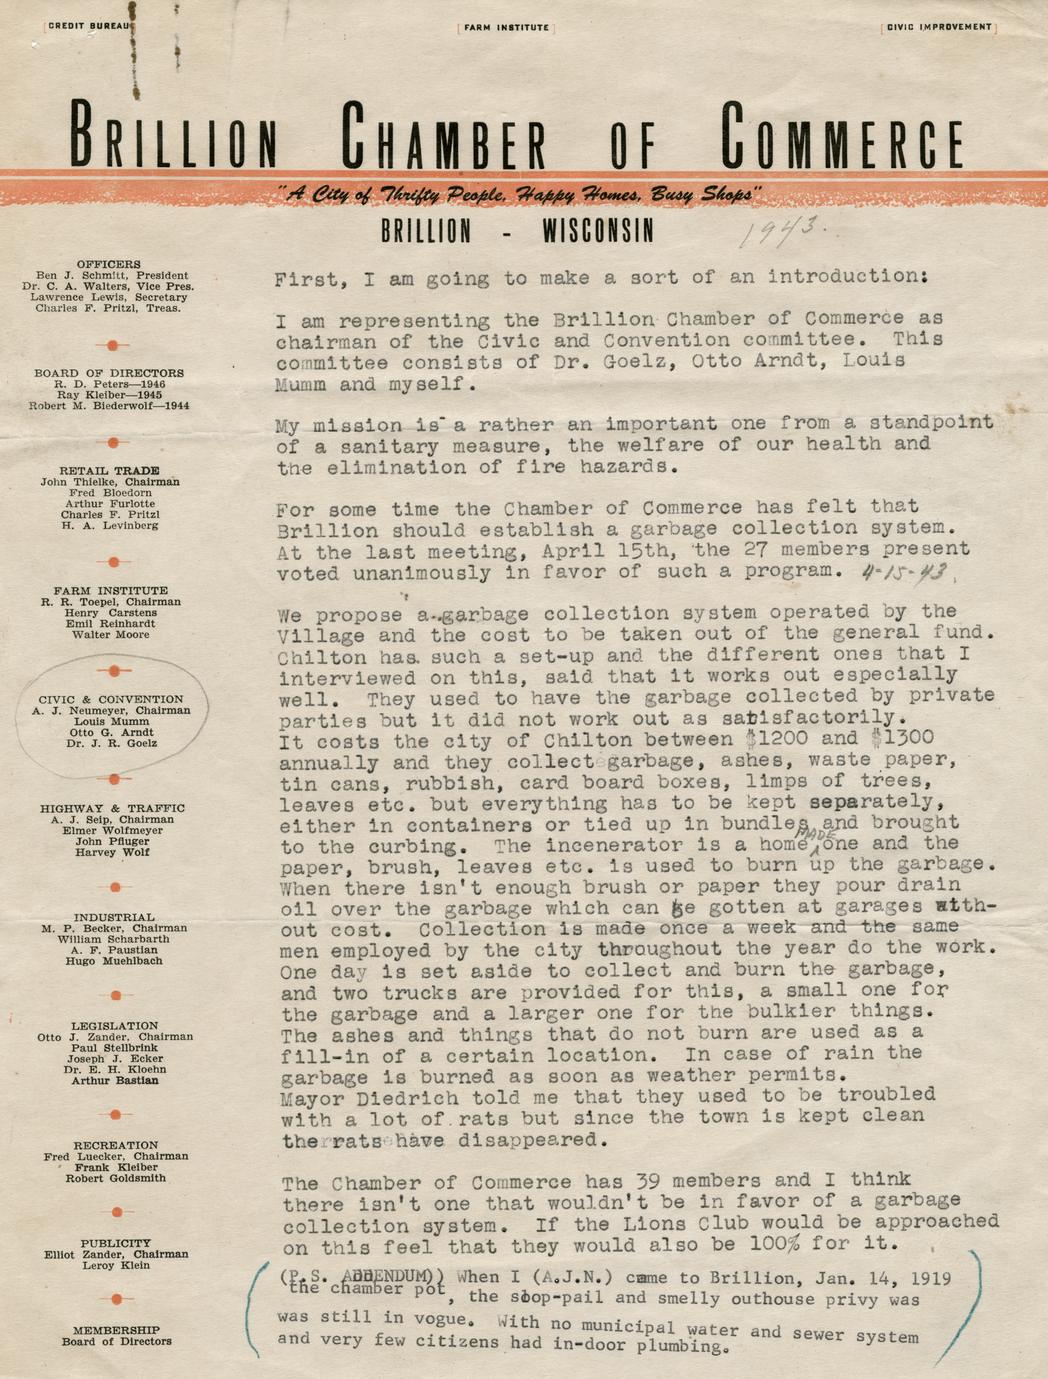 CREDIT BUREAU
FARM INSTITUTE
CIVIC IMPROVEMENT
BRILLION CHAMBER OF COMMERCE
"A City of Thrifty People, Happy Homes, Busy Shops"
BRILLION - WISCONSIN
1943.
OFFICERS
Ben J. Schmitt, President
Dr. C. A. Walters, Vice Pres.
Lawrence Lewis, Secretary
Charles F. Pritzl, Treas.
BOARD OF DIRECTORS
R. D. Peters—1946
Ray Kleiber—1945
Robert M. Biederwolf—1944
RETAIL TRADE
John Thielke, Chairman
Fred Bloedorn
Arthur Furlotte
Charles F. Pritzl
H. A. Levinberg
FARM INSTITUTE
R. R. Toepel, Chairman
Henry Carstens
Emil Reinhardt
Walter Moore
CIVIC & CONVENTION
A. J. Neumeyer, Chairman
Louis Mumm
Otto G. Arndt
Dr. J. R. Goelz
HIGHWAY & TRAFFIC
A. J. Seip, Chairman
Elmer Wolfmeyer
John Pfluger
Harvey Wolf
INDUSTRIAL
M. P. Becker, Chairman
William Scharbarth
A. F. Paustian
Hugo Muehlbach
LEGISLATION
Otto J. Zander, Chairman
Paul Stellbrink
Joseph J. Ecker
Dr. E. H. Kloehn
Arthur Bastian
RECREATION
Fred Luecker, Chairman
Frank Kleiber
Robert Goldsmith
PUBLICITY
Elliot Zander, Chairman
Leroy Klein
MEMBERSHIP
Board of Directors
First, I am going to make a sort of an introduction:
I am representing the Brillion Chamber of Commerce as
chairman of the Civic and Convention committee. This
committee consists of Dr. Goelz, Otto Arndt, Louis
Mumm and myself.
My mission is a rather an important one from a standpoint
of a sanitary measure, the welfare of our health and
the elimination of fire hazards.
For some time the Chamber of Commerce has felt that
Brillion should establish a garbage collection system.
At the last meeting, April 15th, the 27 members present
voted unanimously in favor of such a program. 4-15-43.
We propose a garbage collection system operated by the
Village and the cost to be taken out of the general fund.
Chilton has such a set-up and the different ones that I
interviewed on this, said that it works out especially
well. They used to have the garbage collected by private
parties but it did not work out as satisfactorily.
It costs the city of Chilton between $1200 and $1300
annually and they collect garbage, ashes, waste paper,
tin cans, rubbish, card board boxes, limps of trees,
leaves etc. but everything has to be kept separately,
either in containers or tied up in bundles and brought
to the curbing. The incenerator is a home MADE one and the
paper, brush, leaves etc. is used to burn up the garbage.
When there isn't enough brush or paper they pour drain
oil over the garbage which can be gotten at garages with-
out cost. Collection is made once a week and the same
men employed by the city throughout the year do the work.
One day is set aside to collect and burn the garbage,
and two trucks are provided for this, a small one for
the garbage and a larger one for the bulkier things.
The ashes and things that do not burn are used as a
fill-in of a certain location. In case of rain the
garbage is burned as soon as weather permits.
Mayor Diedrich told me that they used to be troubled
with a lot of rats but since the town is kept clean
the rats have disappeared.
The Chamber of Commerce has 39 members and I think
there isn't one that wouldn't be in favor of a garbage
collection system. If the Lions Club would be approached
on this feel that they would also be 100% for it.
(P.S. ADDENDUM)) When I (A.J.N.) came to Brillion, Jan. 14, 1919
the chamber pot, the slop-pail and smelly outhouse privy was
was still in vogue. With no municipal water and sewer system
and very few citizens had in-door plumbing.